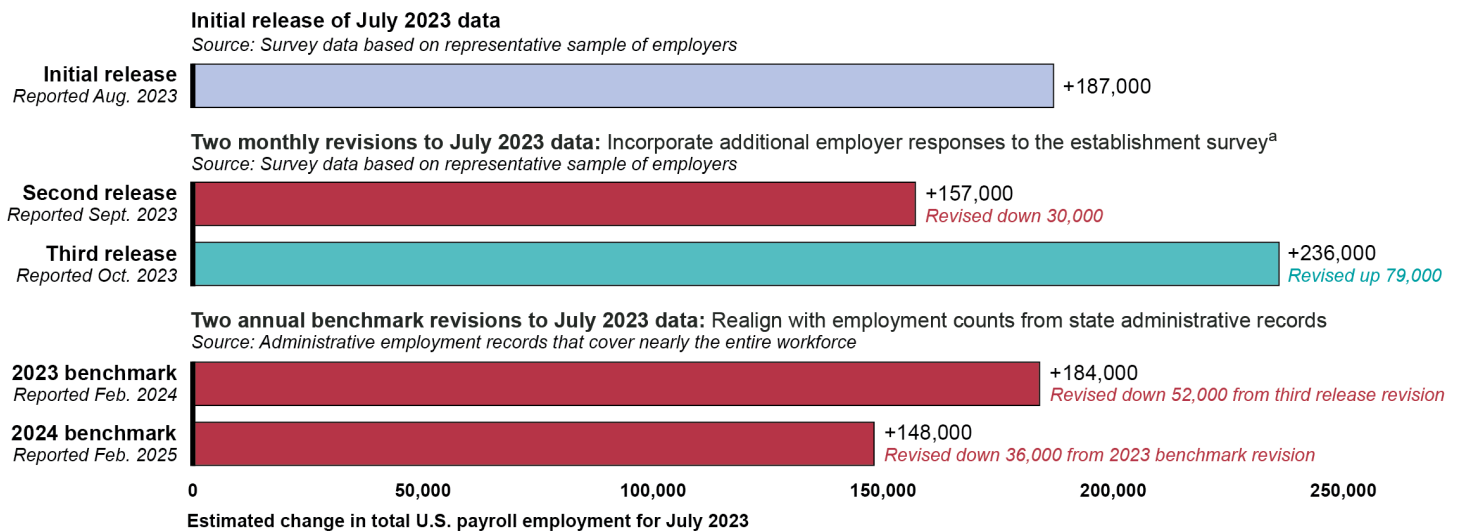 Initial release of July 2023 data
Source: Survey data based on representative sample of employers
Initial release
Reported Aug. 2023
+187,000
Two monthly revisions to July 2023 data: Incorporate additional employer responses to the establishment surveyᵃ
Source: Survey data based on representative sample of employers
Second release
Reported Sept. 2023
+157,000
Revised down 30,000
Third release
Reported Oct. 2023
+236,000
Revised up 79,000
Two annual benchmark revisions to July 2023 data: Realign with employment counts from state administrative records
Source: Administrative employment records that cover nearly the entire workforce
2023 benchmark
Reported Feb. 2024
+184,000
Revised down 52,000 from third release revision
2024 benchmark
Reported Feb. 2025
+148,000
Revised down 36,000 from 2023 benchmark revision
0 50,000 100,000 150,000 200,000 250,000
Estimated change in total U.S. payroll employment for July 2023